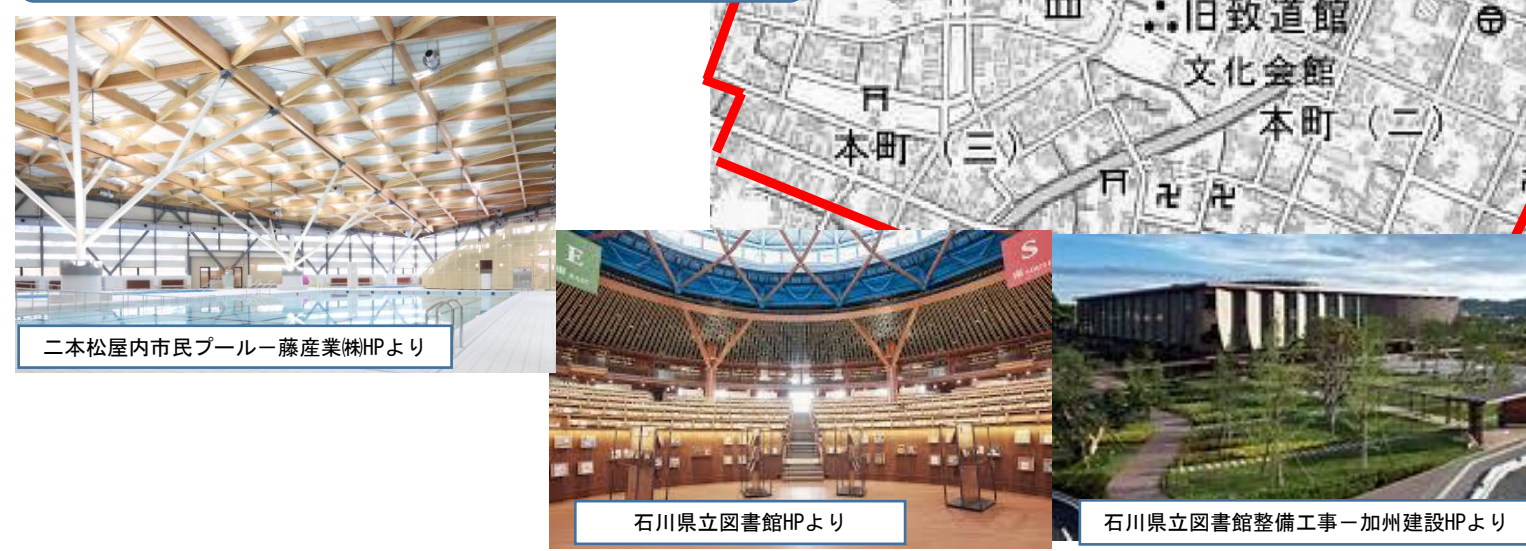 旧致道館
文化会館
本町（二）
本町（三）
E
S
二本松屋内市民プールー藤産業㈱HPより
石川県立図書館HPより
石川県立図書館整備工事ー加州建設HPより